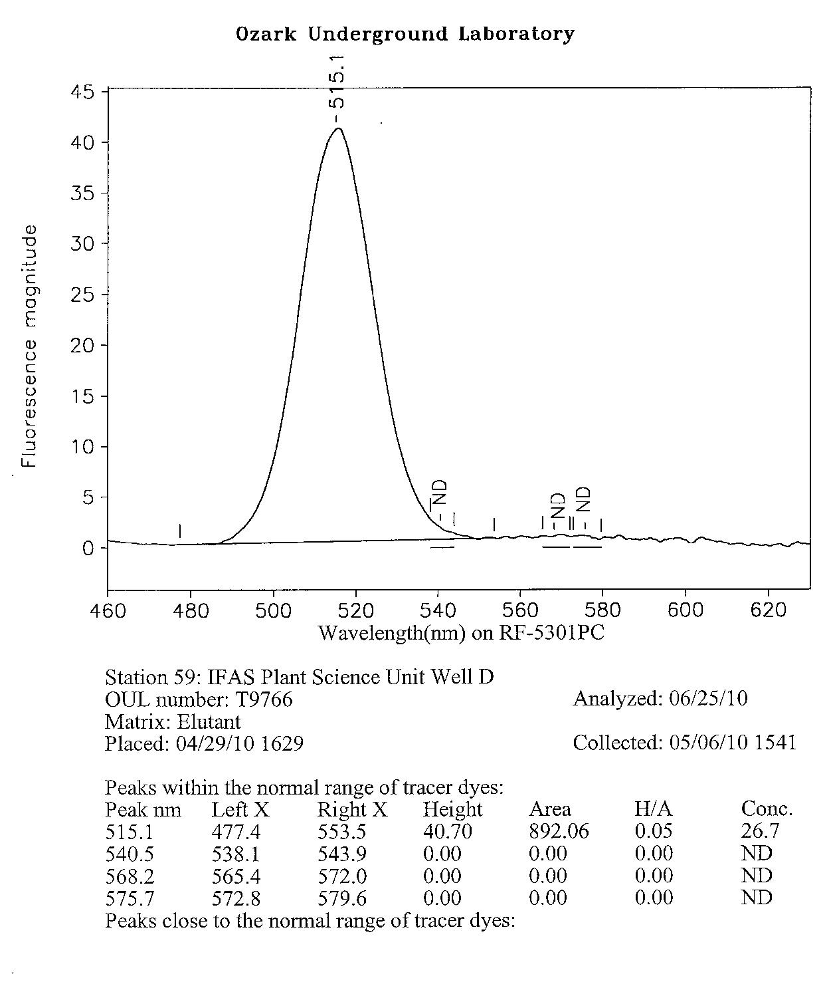 Ozark Underground Laboratory
515.1
45
40
35
30
25
20
15
10
5
0
Fluorescence magnitude
ND
ND
ND
460 480 500 520 540 560 580 600 620
Wavelength(nm) on RF-5301PC
Station 59: IFAS Plant Science Unit Well D
OUL number: T9766 Analyzed: 06/25/10
Matrix: Elutant
Placed: 04/29/10 1629 Collected: 05/06/10 1541
Peaks within the normal range of tracer dyes:
Peak nm Left X Right X Height Area H/A Conc.
515.1 477.4 553.5 40.70 892.06 0.05 26.7
540.5 538.1 543.9 0.00 0.00 0.00 ND
568.2 565.4 572.0 0.00 0.00 0.00 ND
575.7 572.8 579.6 0.00 0.00 0.00 ND
Peaks close to the normal range of tracer dyes: